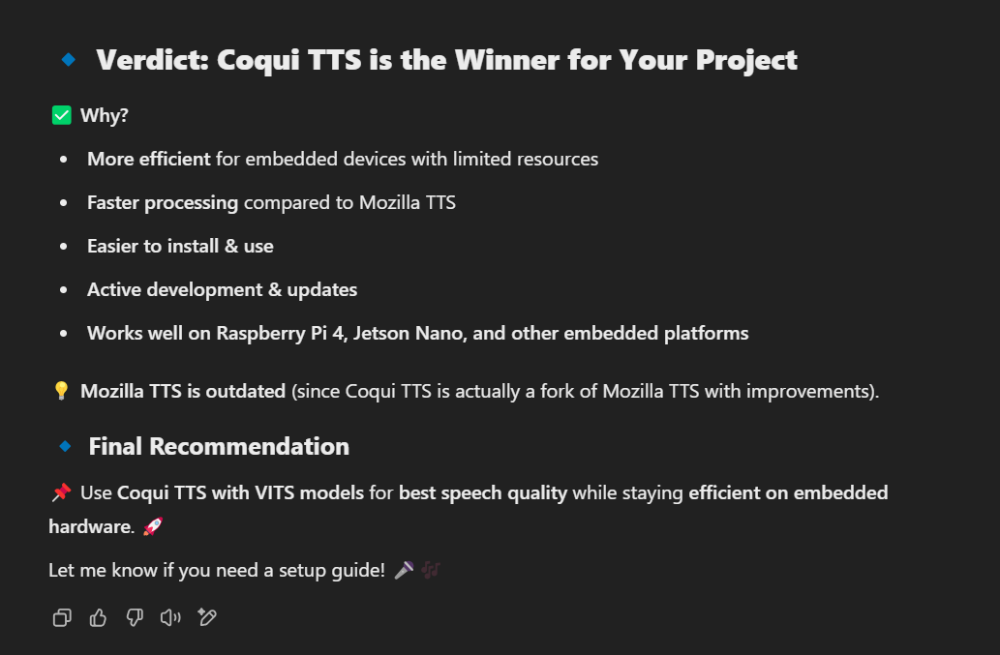 🔹 Verdict: Coqui TTS is the Winner for Your Project
✅ Why?
• More efficient for embedded devices with limited resources
• Faster processing compared to Mozilla TTS
• Easier to install & use
• Active development & updates
• Works well on Raspberry Pi 4, Jetson Nano, and other embedded platforms
💡 Mozilla TTS is outdated (since Coqui TTS is actually a fork of Mozilla TTS with improvements).
🔹 Final Recommendation
📌 Use Coqui TTS with VITS models for best speech quality while staying efficient on embedded
hardware. 🚀
Let me know if you need a setup guide! 🎤🎶